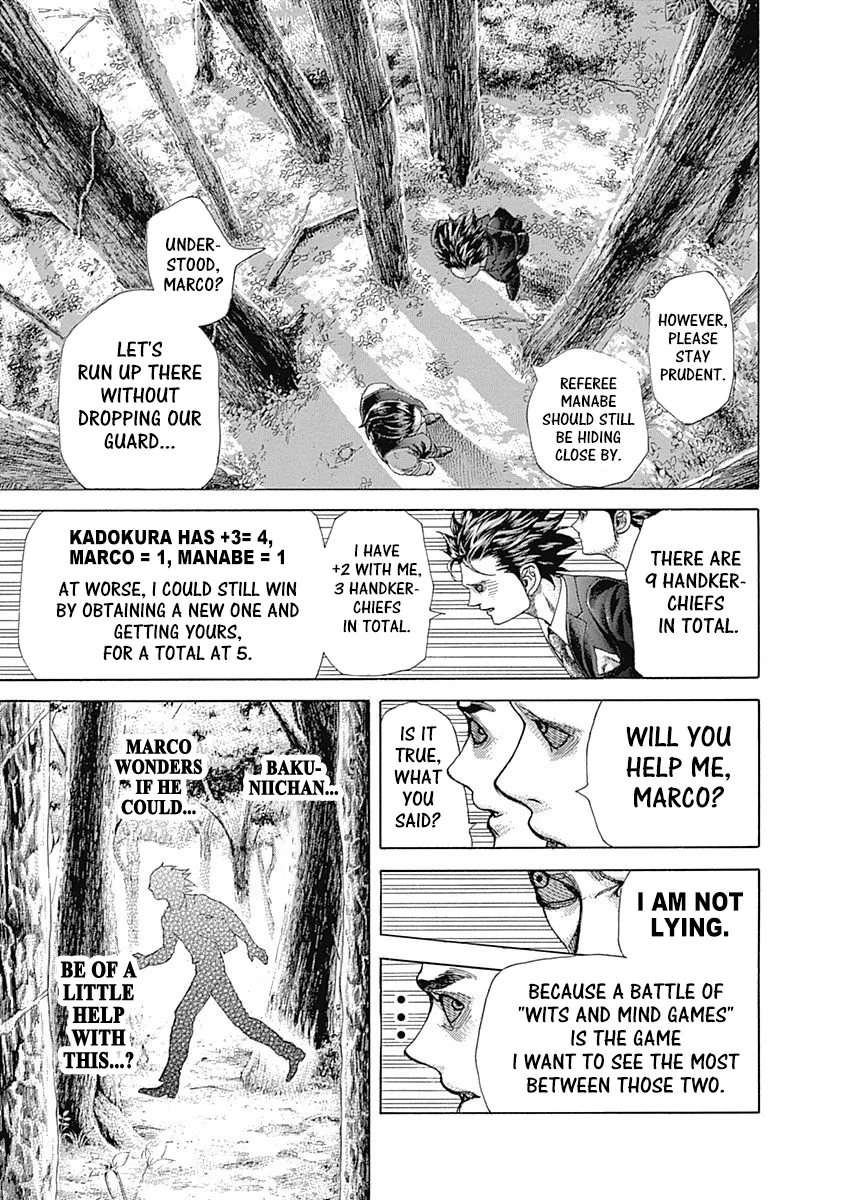 HOWEVER,
PLEASE
STAY
PRUDENT.
REFEREE
MANABE
SHOULD STILL
BE HIDING
CLOSE BY.
UNDER-
STOOD,
MARCO?
LET'S
RUN UP THERE
WITHOUT
DROPPING OUR
GUARD...
THERE ARE
9 HANDKER-
CHIEFS
IN TOTAL.
I HAVE
+2 WITH ME,
3 HANDKER-
CHIEFS
IN TOTAL.
KADOKURA HAS +3= 4,
MARCO = 1, MANABE = 1
AT WORSE, I COULD STILL WIN
BY OBTAINING A NEW ONE AND
GETTING YOURS,
FOR A TOTAL AT 5.
WILL YOU
HELP ME,
MARCO?
IS IT
TRUE,
WHAT
YOU
SAID?
I AM NOT
LYING.
BECAUSE A BATTLE OF
"WITS AND MIND GAMES"
IS THE GAME
I WANT TO SEE THE MOST
BETWEEN THOSE TWO.
...
BAKU-
NIICHAN...
MARCO
WONDERS
IF HE
COULD...
BE OF A
LITTLE
HELP
WITH
THIS...?